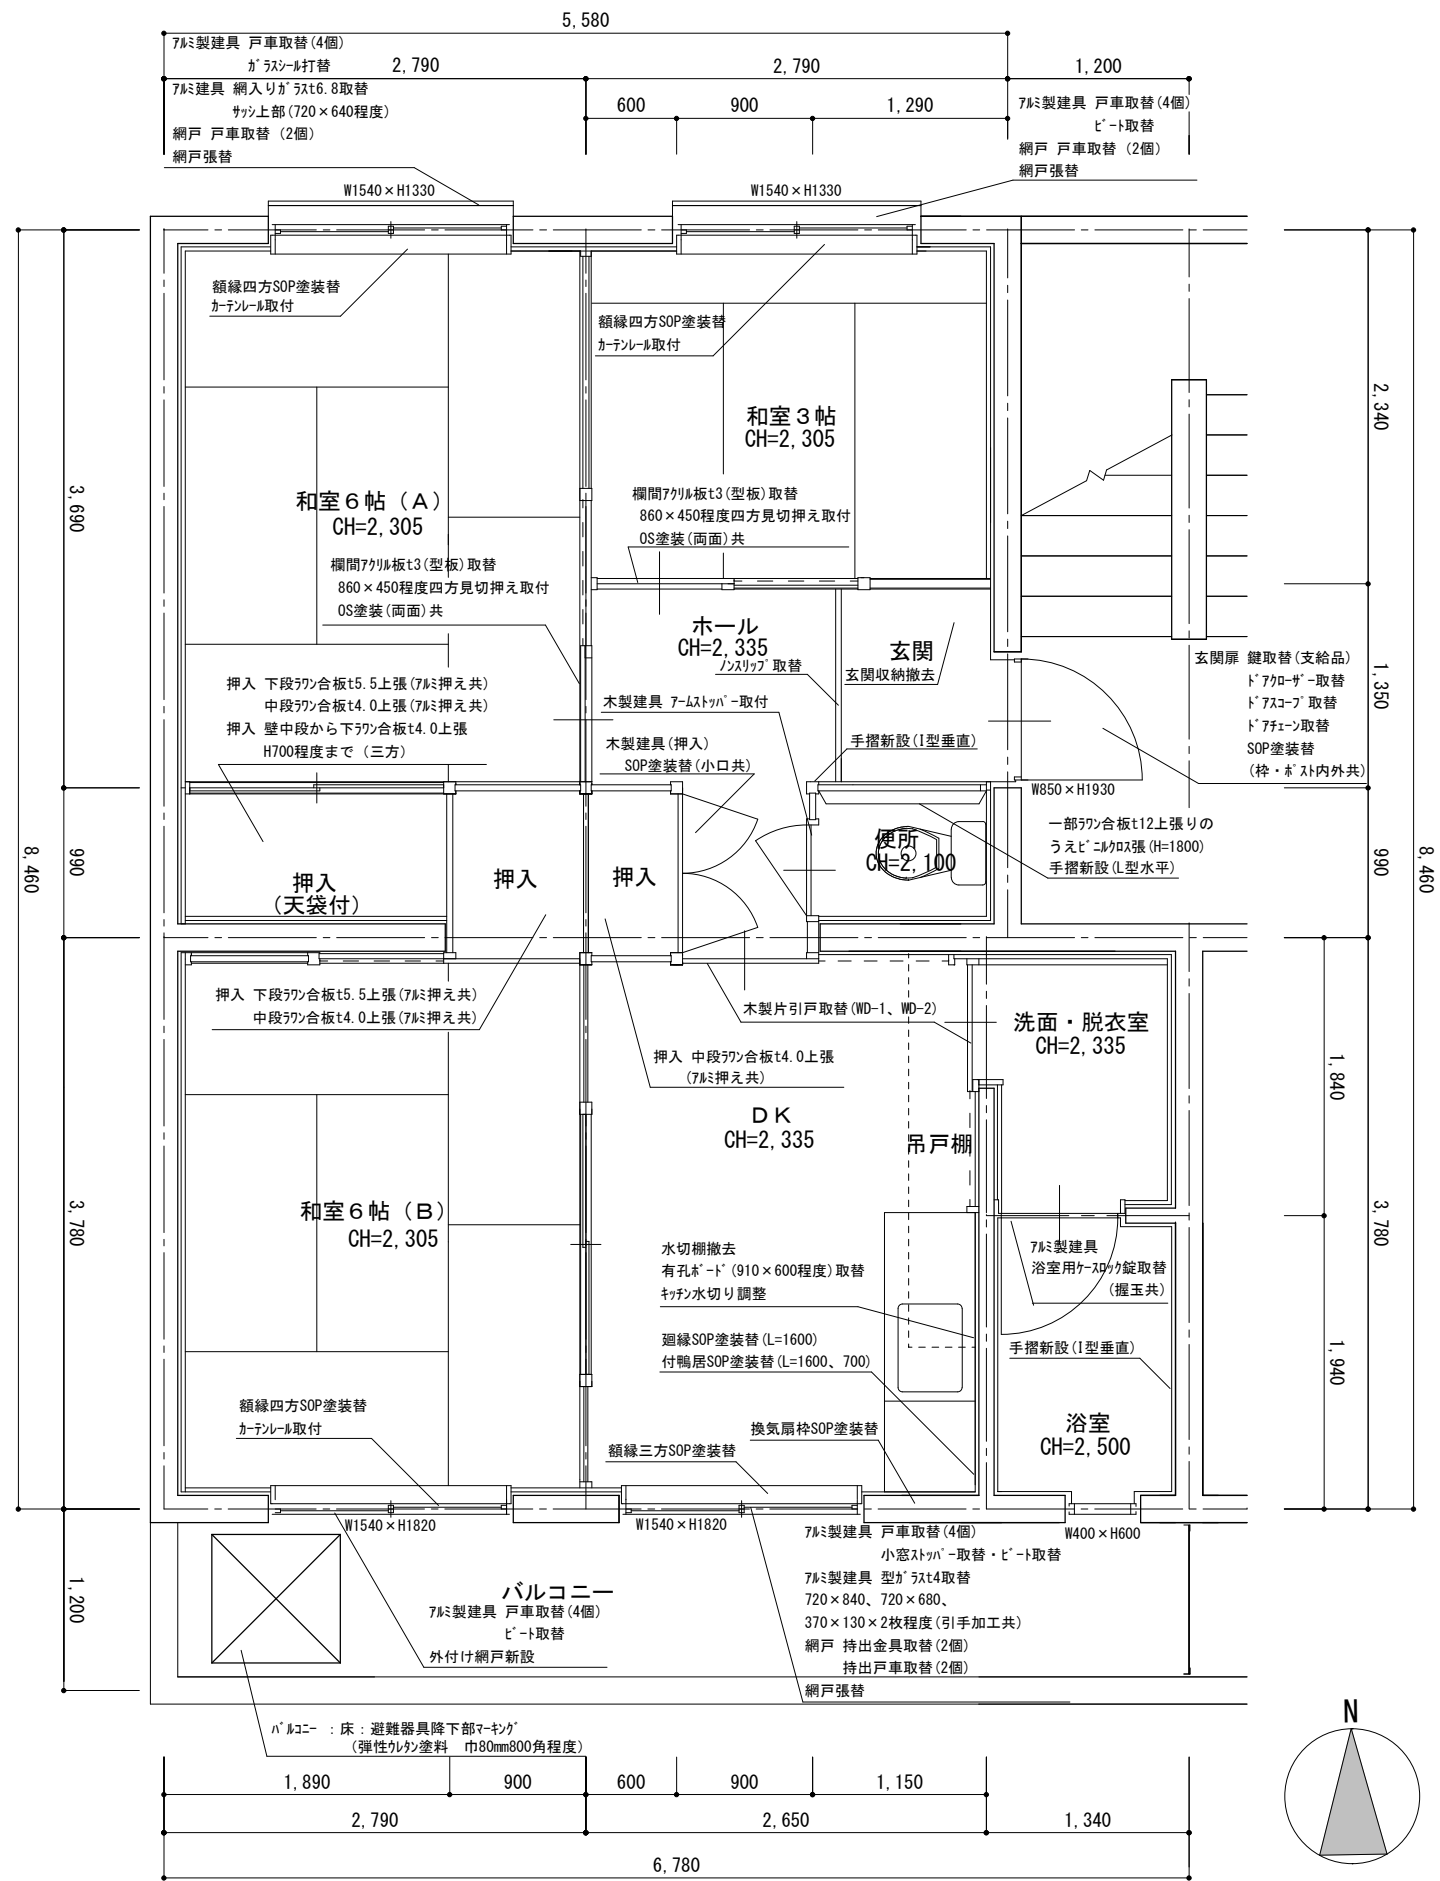 5,580
アルミ製建具 戸車取替(4個)
ガラスシール打替
2,790
2,790
1,200
アルミ建具 網入りガラスt6.8取替
サッシ上部(720×640程度)
網戸 戸車取替 (2個)
網戸張替
600
900
1,290
アルミ製建具 戸車取替(4個)
ビート取替
網戸 戸車取替 (2個)
網戸張替
W1540×H1330
W1540×H1330
額縁四方SOP塗装替
カーテンレール取付
額縁四方SOP塗装替
カーテンレール取付
和室3帖
CH=2,305
2,340
3,690
和室6帖(A)
CH=2,305
欄間アクリル板t3(型板)取替
860×450程度四方見切押え取付
OS塗装(両面)共
欄間アクリル板t3(型板)取替
860×450程度四方見切押え取付
OS塗装(両面)共
ホール
CH=2,335
ノンスリップ取替
玄関
玄関収納撤去
玄関扉 鍵取替(支給品)
ドアクローザー取替
ドアスコープ取替
ドアチェーン取替
SOP塗装替
(枠・ポスト内外共)
1,350
押入 下段ラワン合板t5.5上張(アルミ押え共)
中段ラワン合板t4.0上張(アルミ押え共)
押入 壁中段から下ラワン合板t4.0上張
H700程度まで(三方)
木製建具 アームストッパー取付
木製建具(押入)
SOP塗装替(小口共)
手摺新設(I型垂直)
W850×H1930
一部ラワン合板t12上張りの
うえビニルクロス張(H=1800)
手摺新設(L型水平)
便所
CH=2,100
8,460
990
押入
(天袋付)
押入
押入
990
8,460
押入 下段ラワン合板t5.5上張(アルミ押え共)
中段ラワン合板t4.0上張(アルミ押え共)
木製片引戸取替(WD-1、WD-2)
洗面・脱衣室
CH=2,335
押入 中段ラワン合板t4.0上張
(アルミ押え共)
1,840
DK
CH=2,335
吊戸棚
3,780
和室6帖(B)
CH=2,305
3,780
水切棚撤去
有孔ボード(910×600程度)取替
キッチン水切り調整
アルミ製建具
浴室用ケースロック錠取替
(握玉共)
廻縁SOP塗装替(L=1600)
付鴨居SOP塗装替(L=1600、700)
手摺新設(I型垂直)
1,940
額縁四方SOP塗装替
カーテンレール取付
額縁三方SOP塗装替
換気扇枠SOP塗装替
浴室
CH=2,500
W1540×H1820
W1540×H1820
W400×H600
アルミ製建具 戸車取替(4個)
小窓ストッパー取替・ビート取替
アルミ製建具 型ガラスt4取替
720×840、720×680、
370×130×2枚程度(引手加工共)
網戸 持出金具取替(2個)
持出戸車取替(2個)
網戸張替
1,200
バルコニー
アルミ製建具 戸車取替(4個)
ビート取替
外付け網戸新設
バルコニー :床:避難器具降下部マーキング
(弾性ウレタン塗料 巾80mm800角程度)
N
1,890
900
600
900
1,150
2,790
2,650
1,340
6,780